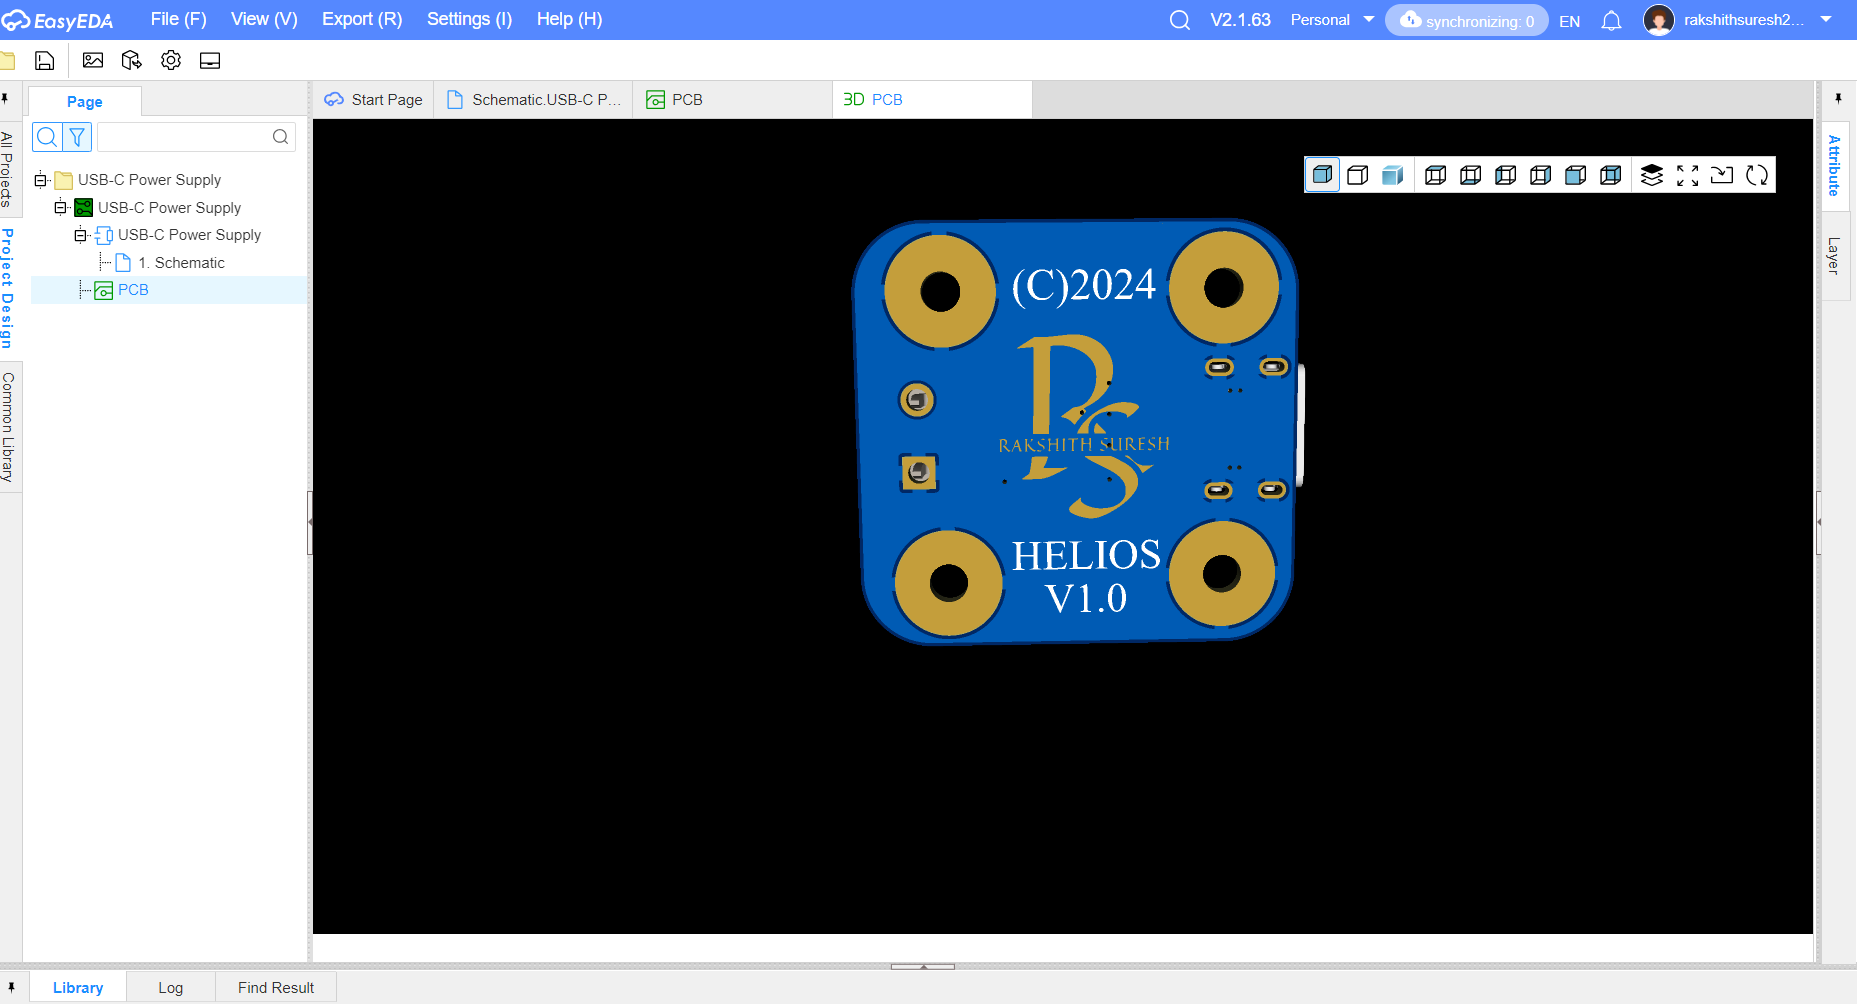 EasyEDA File (F) View (V) Export (R) Settings (I) Help (H) V2.1.63 Personal synchronizing: 0 EN rakshithsuresh2...
Page
Start Page
Schematic.USB-C P...
PCB
3D PCB
All Projects
Project Design
Common Library
USB-C Power Supply
USB-C Power Supply
USB-C Power Supply
1. Schematic
PCB
(C)2024
RS
RAKSHITH SURESH
HELIOS
V1.0
Attribute
Layer
Library
Log
Find Result